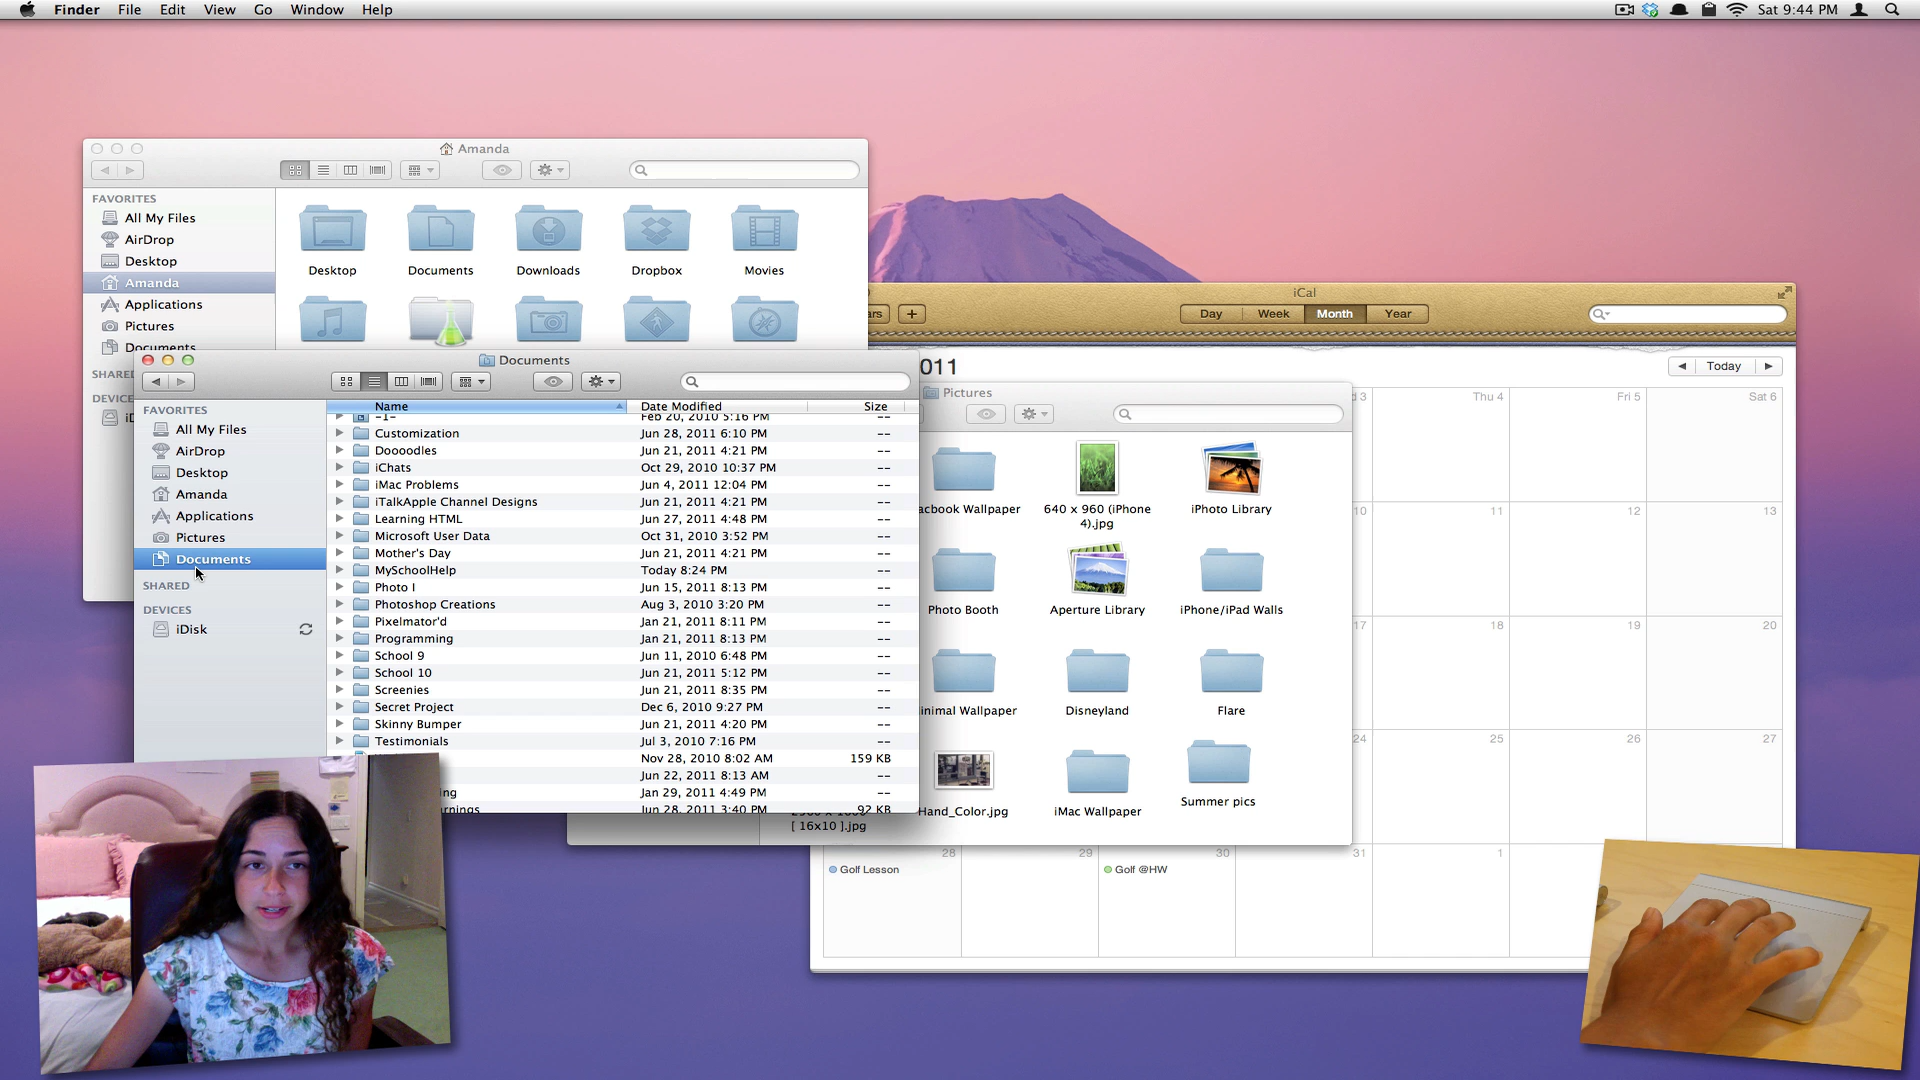 Finder File Edit View Go Window Help
Sat 9:44 PM
Amanda
FAVORITES
All My Files
AirDrop
Desktop
Amanda
Applications
Pictures
Documents
SHARED
Desktop Documents Downloads Dropbox Movies
iCal
Day Week Month Year
Today
Thu 4 Fri 5 Sat 6
10 11 12 13
17 18 19 20
24 25 26 27
28 29 30 31 1
Golf Lesson
Golf @HW
Documents
FAVORITES
All My Files
AirDrop
Desktop
Amanda
Applications
Pictures
Documents
SHARED
DEVICES
iDisk
Name Date Modified Size
-1- Feb 20, 2010 5:16 PM --
Customization Jun 28, 2011 6:10 PM --
Doooodles Jun 21, 2011 4:21 PM --
iChats Oct 29, 2010 10:37 PM --
iMac Problems Jun 4, 2011 12:04 PM --
iTalkApple Channel Designs Jun 21, 2011 4:21 PM --
Learning HTML Jun 27, 2011 4:48 PM --
Microsoft User Data Oct 31, 2010 3:52 PM --
Mother's Day Jun 21, 2011 4:21 PM --
MySchoolHelp Today 8:24 PM --
Photo I Jun 15, 2011 8:13 PM --
Photoshop Creations Aug 3, 2010 3:20 PM --
Pixelmator'd Jan 21, 2011 8:11 PM --
Programming Jan 21, 2011 8:13 PM --
School 9 Jun 11, 2010 6:48 PM --
School 10 Jun 21, 2011 5:12 PM --
Screenies Jun 21, 2011 8:35 PM --
Secret Project Dec 6, 2010 9:27 PM --
Skinny Bumper Jun 21, 2011 4:20 PM --
Testimonials Jul 3, 2010 7:16 PM --
Nov 28, 2010 8:02 AM 159 KB
Jun 22, 2011 8:13 AM --
Jan 29, 2011 4:49 PM --
Jun 28, 2011 3:40 PM 92 KB
Pictures
640 x 960 (iPhone
4).jpg
iPhoto Library
Wallpaper
Photo Booth Aperture Library iPhone/iPad Walls
Wallpaper Disneyland Flare
Hand_Color.jpg iMac Wallpaper Summer pics
[ 16x10 ].jpg